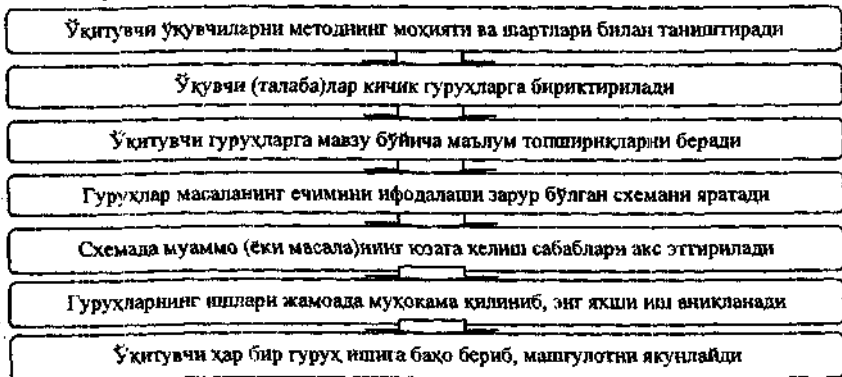 Ўқитувчи ўқувчиларни методнинг моҳияти ва шартлари билан таништиради
Ўқувчи (талаба)лар кичик гуруҳларга бириктирилади
Ўқитувчи гуруҳларга мавзу бўйича маълум топшириқларни беради
Гуруҳлар масаланинг ечимини ифодалаши зарур бўлган схемани яратади
Схемада муаммо (ёки масала)нинг юзага келиш сабаблари акс эттирилади
Гуруҳларнинг ишлари жамоада муҳокама қилиниб, энг яхши иш аниқланади
Ўқитувчи ҳар бир гуруҳ ишига баҳо бериб, машғулотни якунлайди